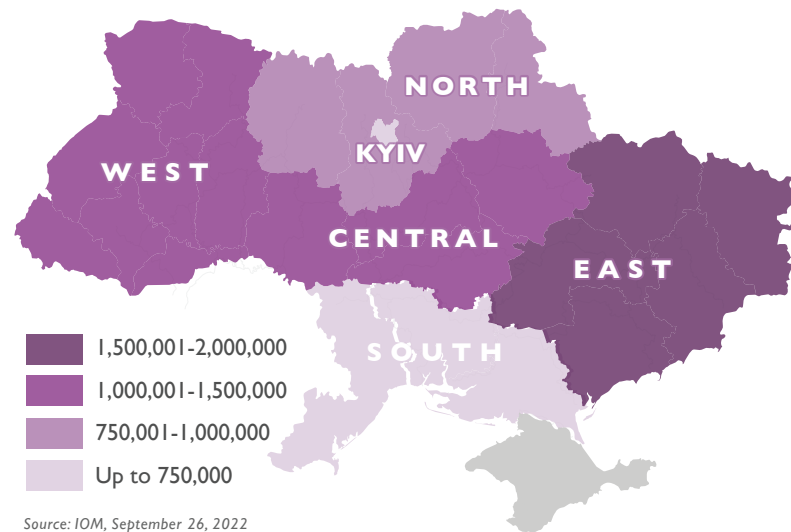 NORTH
KYIV
WEST
CENTRAL
EAST
SOUTH
1,500,001-2,000,000
1,000,001-1,500,000
750,001-1,000,000
Up to 750,000
Source: IOM, September 26, 2022